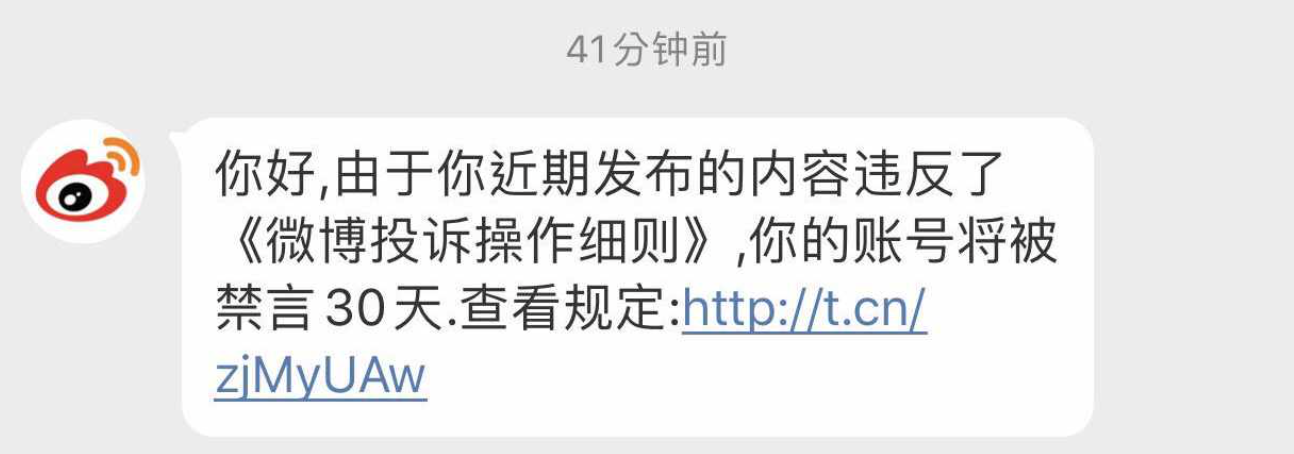 41分钟前
你好,由于你近期发布的内容违反了
《微博投诉操作细则》,你的账号将被
禁言30天.查看规定:http://t.cn/
zjMyUAw